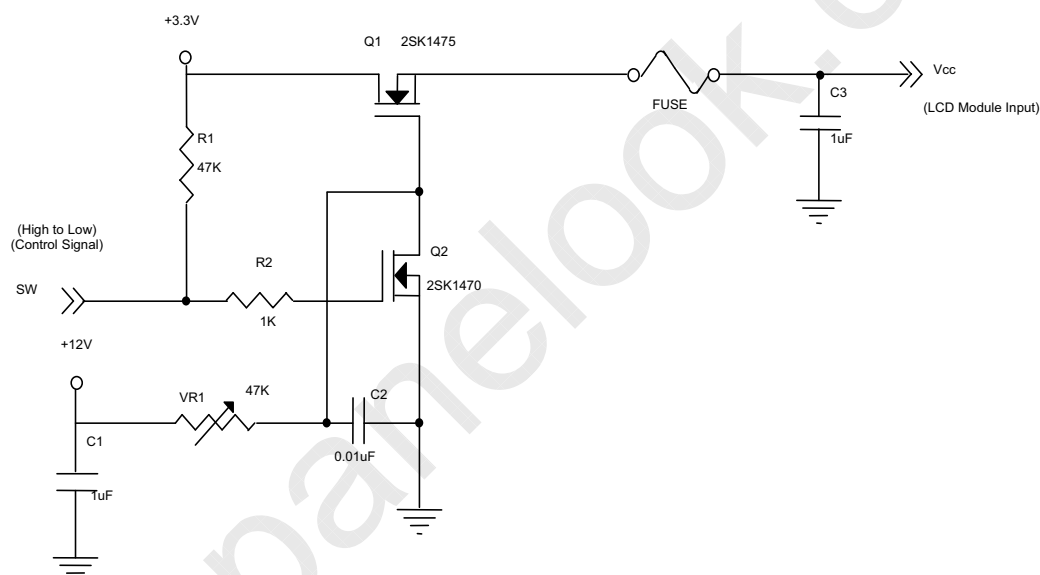 +3.3V
Q1 2SK1475
Vcc
FUSE
C3
(LCD Module Input)
R1
47K
1uF
(High to Low)
(Control Signal)
Q2
R2
SW
2SK1470
1K
+12V
VR1
47K
C2
C1
0.01uF
1uF
panelook.c